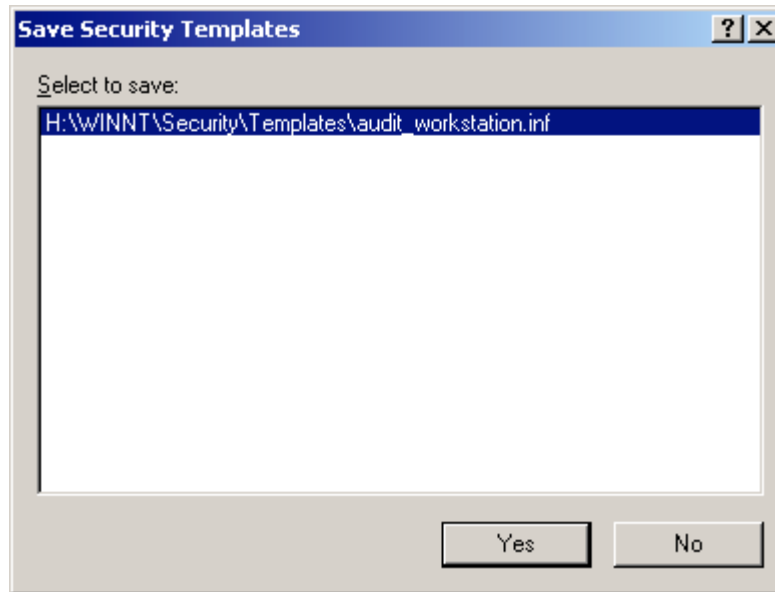 Save Security Templates
Select to save:
H:\WINNT\Security\Templates\audit_workstation.inf
Yes No